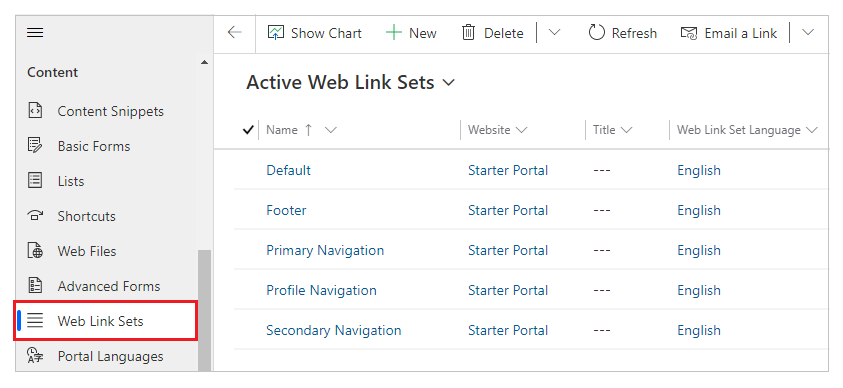 Show Chart New Delete Refresh Email a Link
Content
Content Snippets
Basic Forms
Lists
Shortcuts
Web Files
Advanced Forms
Web Link Sets
Portal Languages
Active Web Link Sets
Name Website Title Web Link Set Language
Default Starter Portal --- English
Footer Starter Portal --- English
Primary Navigation Starter Portal --- English
Profile Navigation Starter Portal --- English
Secondary Navigation Starter Portal --- English